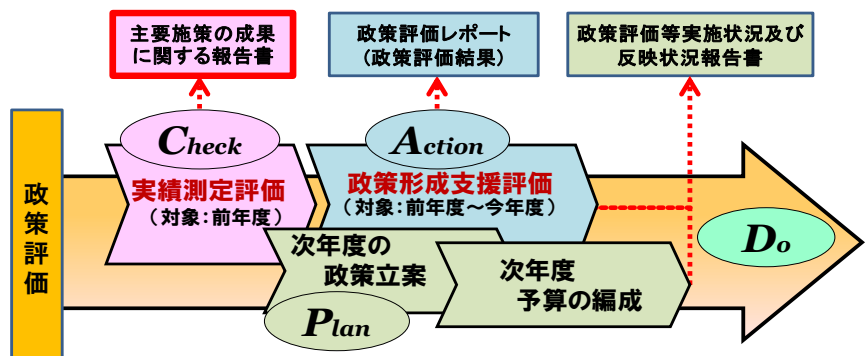 主要施策の成果
に関する報告書
政策評価レポート
(政策評価結果)
政策評価等実施状況及び
反映状況報告書
政策評価
Check
実績測定評価
(対象:前年度)
Action
政策形成支援評価
(対象:前年度~今年度)
次年度の
政策立案
Plan
次年度
予算の編成
Do